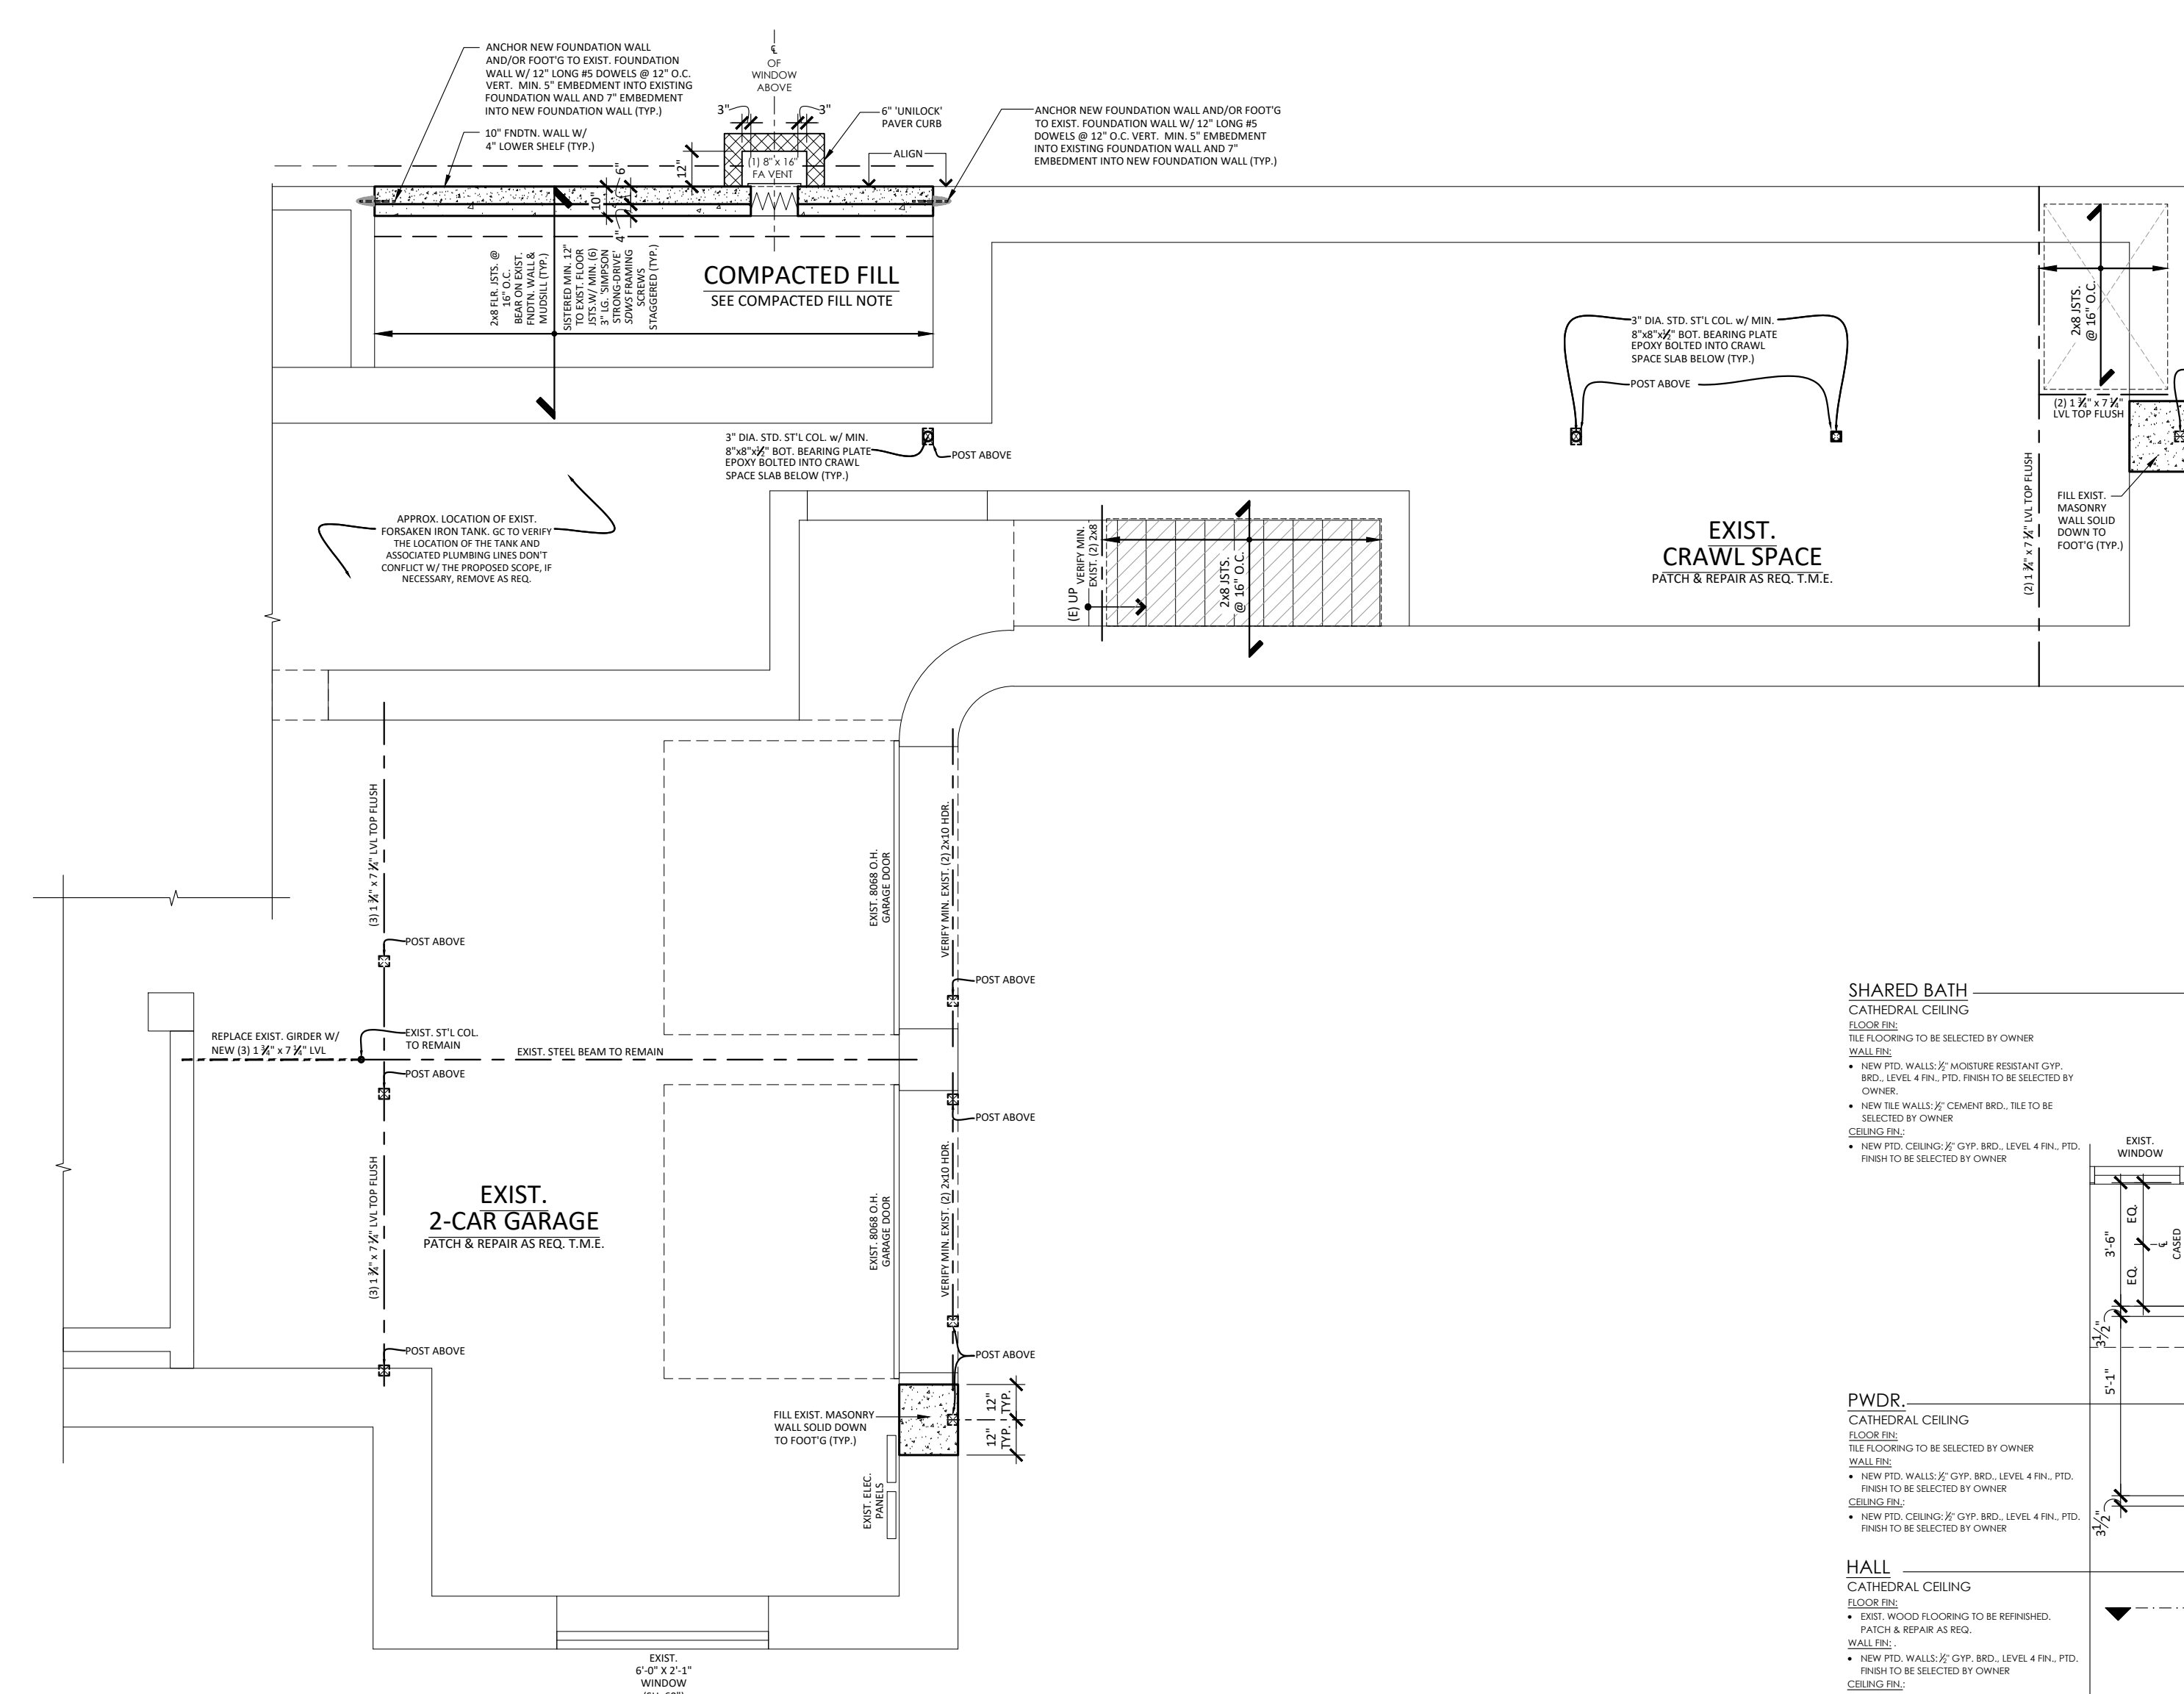 ANCHOR NEW FOUNDATION WALL
AND/OR FOOT'G TO EXIST. FOUNDATION
WALL W/ 12" LONG #5 DOWELS @ 12" O.C.
VERT.  MIN. 5" EMBEDMENT INTO EXISTING
FOUNDATION WALL AND 7" EMBEDMENT
INTO NEW FOUNDATION WALL (TYP.)
10" FNDTN. WALL W/
4" LOWER SHELF (TYP.)
℄
OF
WINDOW
ABOVE
3"
3"
6" 'UNILOCK'
PAVER CURB
ALIGN
ANCHOR NEW FOUNDATION WALL AND/OR FOOT'G
TO EXIST. FOUNDATION WALL W/ 12" LONG #5
DOWELS @ 12" O.C. VERT.  MIN. 5" EMBEDMENT
INTO EXISTING FOUNDATION WALL AND 7"
EMBEDMENT INTO NEW FOUNDATION WALL (TYP.)
12"
(1) 8" x 16"
FA VENT
6"
10"
4"
2x8 FLR. JSTS. @
16" O.C.
BEAR ON EXIST.
FNDTN. WALL &
MUDSILL (TYP.)
SISTERED MIN. 12"
TO EXIST. FLOOR
JSTS.W/ MIN. (6)
3" LG. 'SIMPSON
STRONG-DRIVE'
SDWS FRAMING
SCREWS
STAGGERED (TYP.)
COMPACTED FILL
SEE COMPACTED FILL NOTE
3" DIA. STD. ST'L COL. w/ MIN.
8"x8"x½" BOT. BEARING PLATE
EPOXY BOLTED INTO CRAWL
SPACE SLAB BELOW (TYP.)
POST ABOVE
2x8 JSTS.
@ 16" O.C.
(2) 1 ¾" x 7 ¼"
LVL TOP FLUSH
3" DIA. STD. ST'L COL. w/ MIN.
8"x8"x½" BOT. BEARING PLATE
EPOXY BOLTED INTO CRAWL
SPACE SLAB BELOW (TYP.)
POST ABOVE
(2) 1 ¾" x 7 ¼" LVL TOP FLUSH
FILL EXIST.
MASONRY
WALL SOLID
DOWN TO
FOOT'G (TYP.)
APPROX. LOCATION OF EXIST.
FORSAKEN IRON TANK. GC TO VERIFY
THE LOCATION OF THE TANK AND
ASSOCIATED PLUMBING LINES DON'T
CONFLICT W/ THE PROPOSED SCOPE, IF
NECESSARY, REMOVE AS REQ.
(E) UP
VERIFY MIN.
EXIST. (2) 2x8
2x8 JSTS.
@ 16" O.C.
EXIST.
CRAWL SPACE
PATCH & REPAIR AS REQ. T.M.E.
(3) 1 ¾" x 7 ¼" LVL TOP FLUSH
EXIST. 8068 O.H.
GARAGE DOOR
VERIFY MIN. EXIST. (2) 2x10 HDR.
POST ABOVE
POST ABOVE
REPLACE EXIST. GIRDER W/
NEW (3) 1 ¾" x 7 ¼" LVL
EXIST. ST'L COL.
TO REMAIN
EXIST. STEEL BEAM TO REMAIN
POST ABOVE
POST ABOVE
(3) 1 ¾" x 7 ¼" LVL TOP FLUSH
EXIST.
2-CAR GARAGE
PATCH & REPAIR AS REQ. T.M.E.
EXIST. 8068 O.H.
GARAGE DOOR
VERIFY MIN. EXIST. (2) 2x10 HDR.
POST ABOVE
POST ABOVE
FILL EXIST. MASONRY
WALL SOLID DOWN
TO FOOT'G (TYP.)
12"
TYP.
12"
TYP.
EXIST. ELEC.
PANELS
EXIST.
6'-0" X 2'-1"
WINDOW
SHARED BATH
CATHEDRAL CEILING
FLOOR FIN:
TILE FLOORING TO BE SELECTED BY OWNER
WALL FIN:
• NEW PTD. WALLS: ½" MOISTURE RESISTANT GYP.
BRD., LEVEL 4 FIN., PTD. FINISH TO BE SELECTED BY
OWNER.
• NEW TILE WALLS: ½" CEMENT BRD., TILE TO BE
SELECTED BY OWNER
CEILING FIN.:
• NEW PTD. CEILING: ½" GYP. BRD., LEVEL 4 FIN., PTD.
FINISH TO BE SELECTED BY OWNER
EXIST.
WINDOW
3'-6"
EQ.
EQ.
℄
CASED
3½"
5'-1"
3½"
PWDR.
CATHEDRAL CEILING
FLOOR FIN:
TILE FLOORING TO BE SELECTED BY OWNER
WALL FIN:
• NEW PTD. WALLS: ½" GYP. BRD., LEVEL 4 FIN., PTD.
FINISH TO BE SELECTED BY OWNER
CEILING FIN.:
• NEW PTD. CEILING: ½" GYP. BRD., LEVEL 4 FIN., PTD.
FINISH TO BE SELECTED BY OWNER
HALL
CATHEDRAL CEILING
FLOOR FIN:
• EXIST. WOOD FLOORING TO BE REFINISHED.
PATCH & REPAIR AS REQ.
WALL FIN: .
• NEW PTD. WALLS: ½" GYP. BRD., LEVEL 4 FIN., PTD.
FINISH TO BE SELECTED BY OWNER
CEILING FIN.: